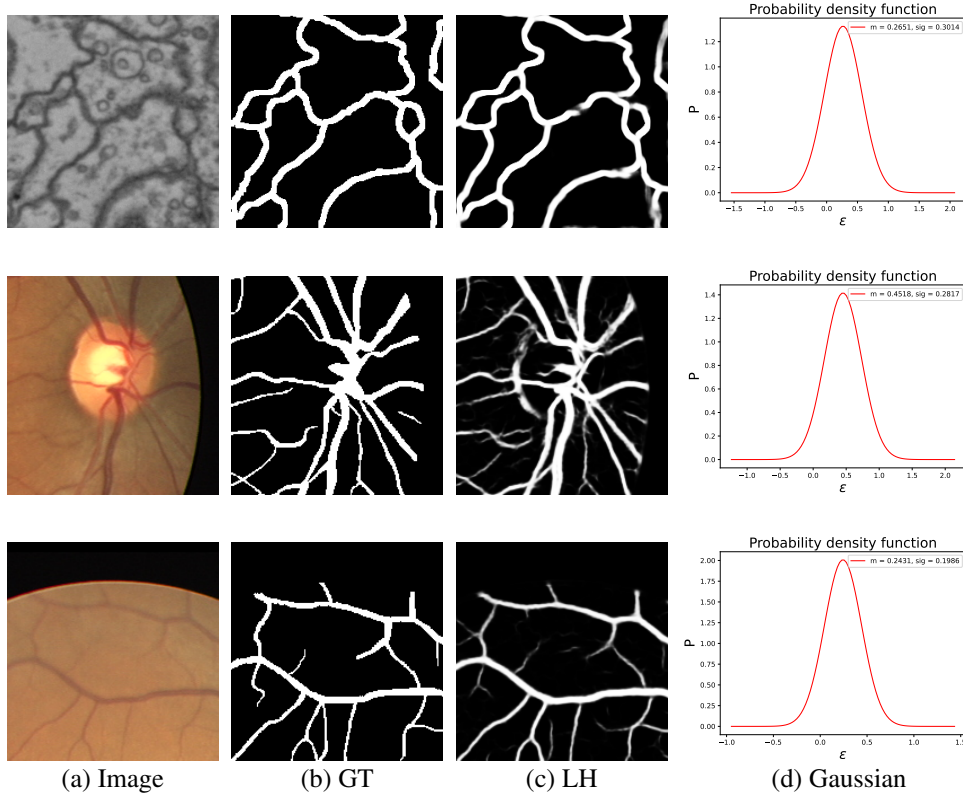 Probability density function
m = 0.2651, sig = 0.3014
P
1.2
1.0
0.8
0.6
0.4
0.2
0.0
−1.5 −1.0 −0.5 0.0 0.5 1.0 1.5 2.0
ε
Probability density function
m = 0.4518, sig = 0.2817
P
1.4
1.2
1.0
0.8
0.6
0.4
0.2
0.0
−1.0 −0.5 0.0 0.5 1.0 1.5 2.0
ε
Probability density function
m = 0.2431, sig = 0.1986
P
2.00
1.75
1.50
1.25
1.00
0.75
0.50
0.25
0.00
−1.0 −0.5 0.0 0.5 1.0 1.5
ε
(a) Image (b) GT (c) LH (d) Gaussian